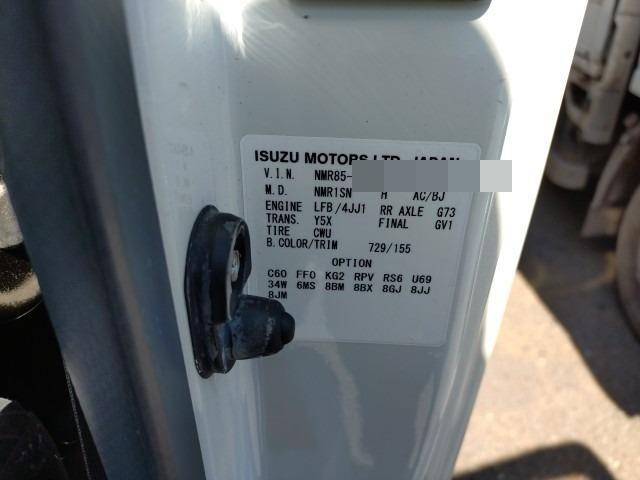 ISUZU MOTORS LTD. JAPAN
V.I.N. NMR85-
M.D. NMR1SN H AC/BJ
ENGINE LFB/4JJ1 RR AXLE G73
TRANS. Y5X FINAL GV1
TIRE CWU
B.COLOR/TRIM 729/155
OPTION
C60 FF0 KG2 RPV RS6 U69
34W 6MS 8BM 8BX 8GJ 8JJ
8JM